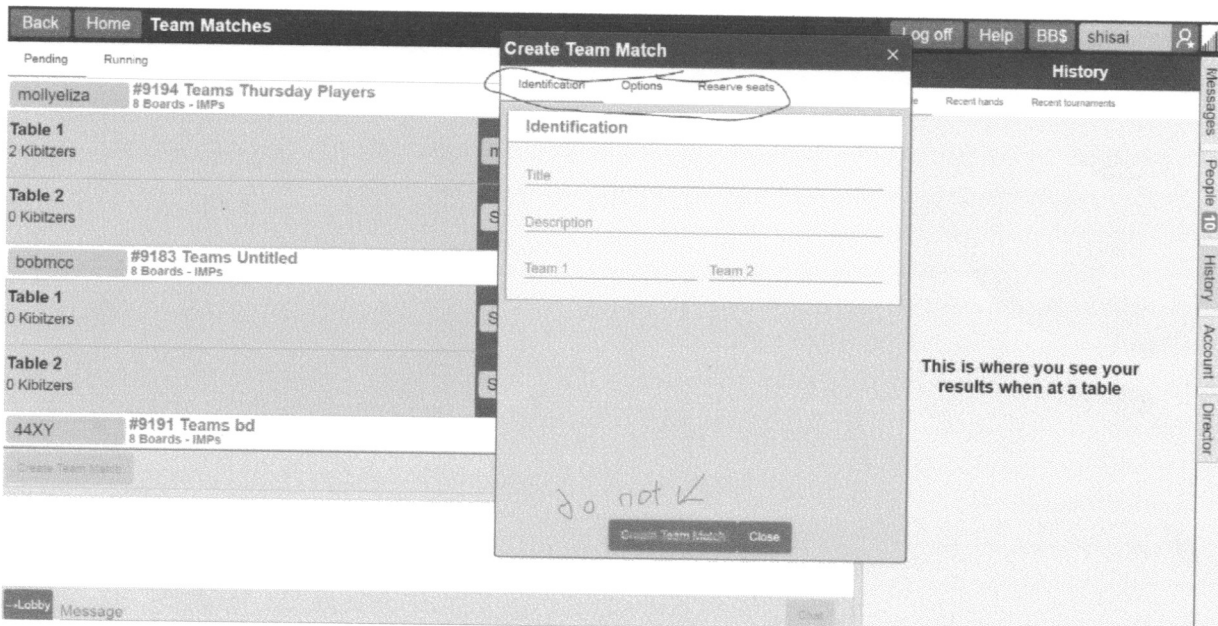 Back Home Team Matches
Log off Help BB$ shisai
Pending Running
mollyeliza #9194 Teams Thursday Players
8 Boards - IMPs
Table 1
2 Kibitzers
Table 2
0 Kibitzers
bobmcc #9183 Teams Untitled
8 Boards - IMPs
Table 1
0 Kibitzers
S
Table 2
0 Kibitzers
S
44XY #9191 Teams bd
8 Boards - IMPs
Create Team Match
→Lobby Message Chat
Create Team Match ×
Identification Options Reserve seats
Identification
Title
Description
Team 1 Team 2
do not
Create Team Match Close
History
Recent hands Recent tournaments
This is where you see your
results when at a table
Messages
People 10
History
Account
Director